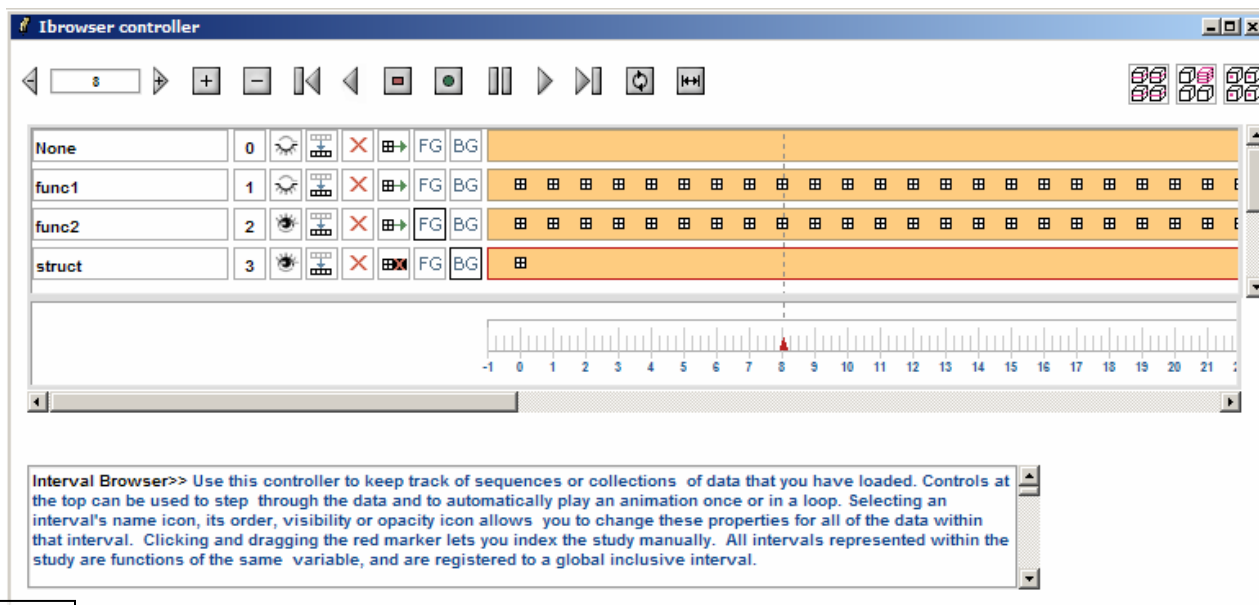 Ibrowser controller
8
None 0 FG BG
func1 1 FG BG
func2 2 FG BG
struct 3 FG BG
-1 0 1 2 3 4 5 6 7 8 9 10 11 12 13 14 15 16 17 18 19 20 21
Interval Browser>> Use this controller to keep track of sequences or collections of data that you have loaded. Controls at
the top can be used to step through the data and to automatically play an animation once or in a loop. Selecting an
interval's name icon, its order, visibility or opacity icon allows you to change these properties for all of the data within
that interval. Clicking and dragging the red marker lets you index the study manually. All intervals represented within the
study are functions of the same variable, and are registered to a global inclusive interval.